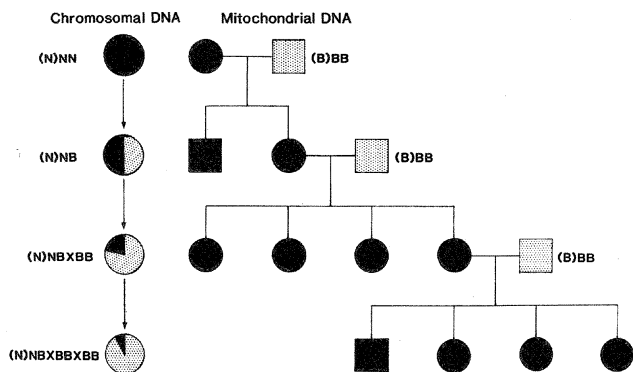 Chromosomal DNA
Mitochondrial DNA
(N)NN
(B)BB
(N)NB
(B)BB
(N)NBXBB
(B)BB
(N)NBXBBXBB